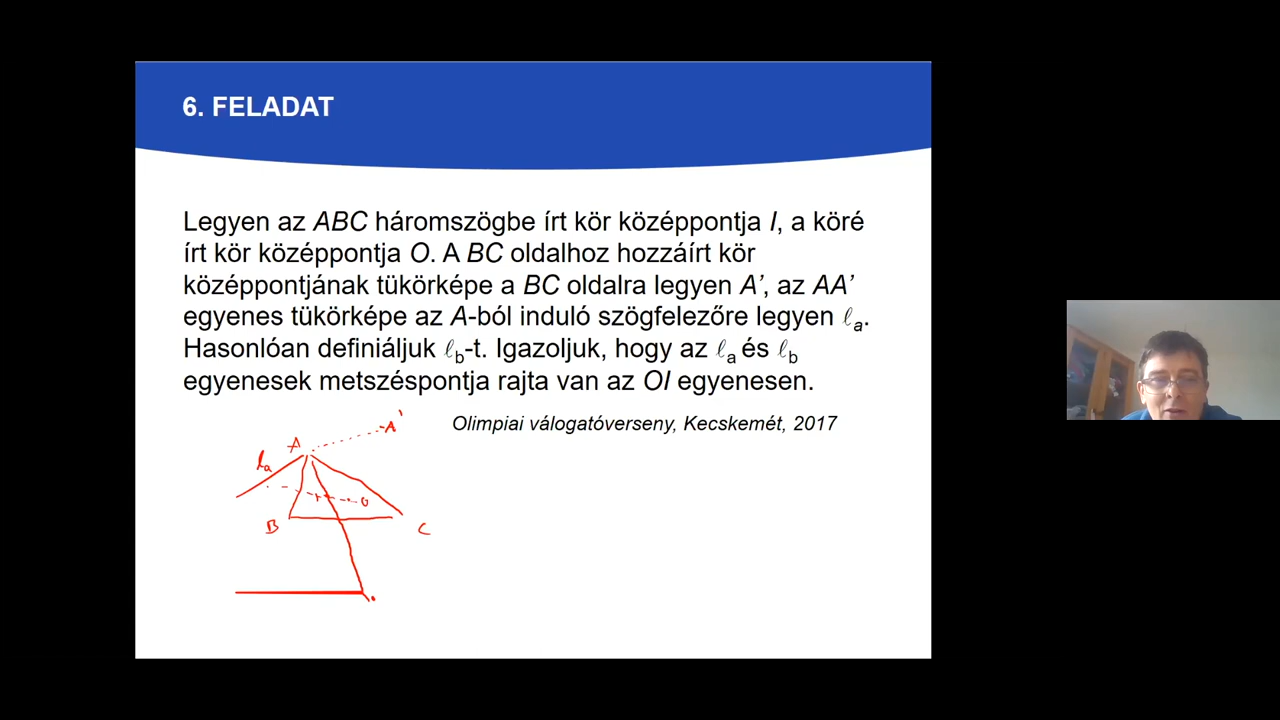 6. FELADAT
Legyen az ABC háromszögbe írt kör középpontja I, a köré
írt kör középpontja O. A BC oldalhoz hozzáírt kör
középpontjának tükörképe a BC oldalra legyen A’, az AA’
egyenes tükörképe az A-ból induló szögfelezőre legyen ℓa.
Hasonlóan definiáljuk ℓb-t. Igazoljuk, hogy az ℓa és ℓb
egyenesek metszéspontja rajta van az OI egyenesen.
Olimpiai válogatóverseny, Kecskemét, 2017
A'
A
la
O
B
C